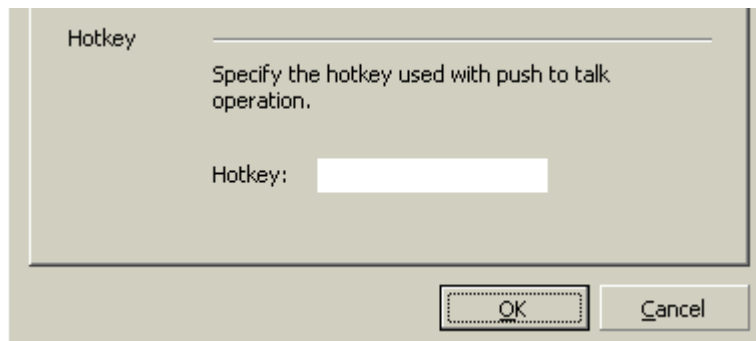 Hotkey
Specify the hotkey used with push to talk
operation.
Hotkey:
OK
Cancel